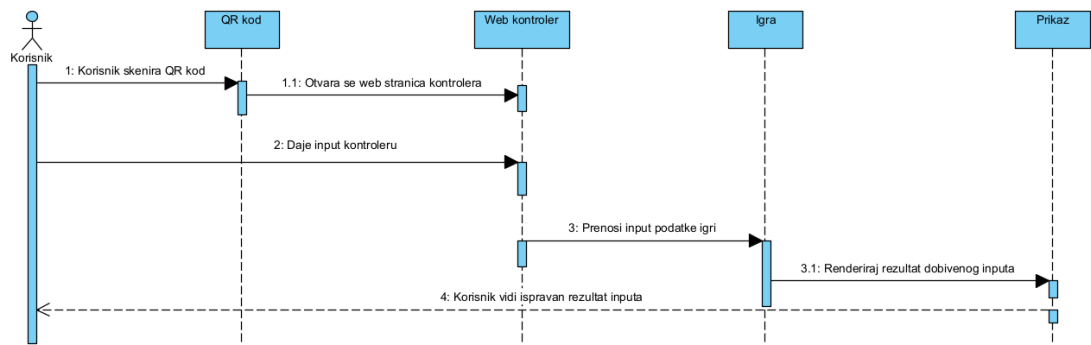 QR kod
Web kontroler
Igra
Prikaz
Korisnik
1: Korisnik skenira QR kod
1.1: Otvara se web stranica kontrolera
2: Daje input kontroleru
3: Prenosi input podatke igri
3.1: Renderiraj rezultat dobivenog inputa
4: Korisnik vidi ispravan rezultat inputa